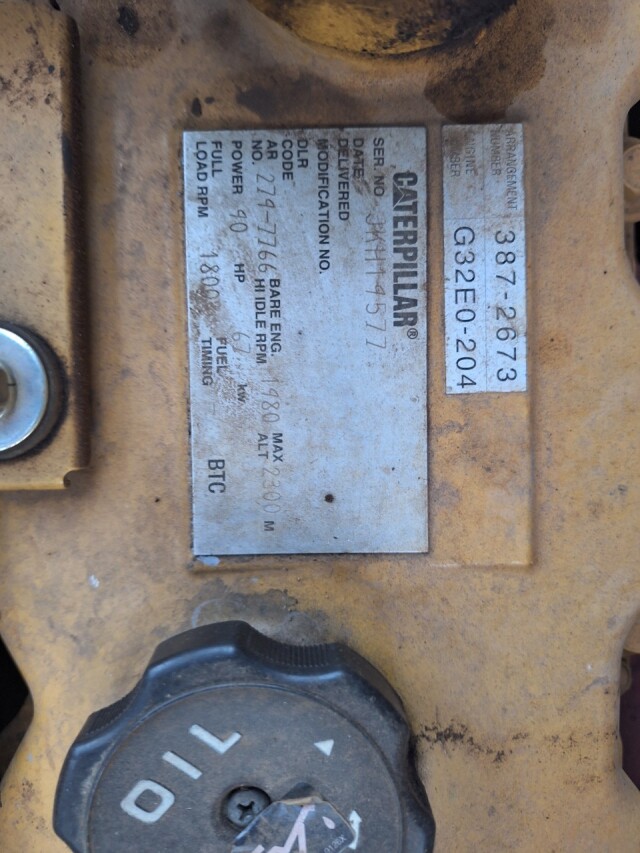 ARRANGEMENT NUMBER 387-2673
ENGINE G32E0-204
CATERPILLAR®
SER. NO. JKH14577
DATE DELIVERED
MODIFICATION NO.
DLR CODE
AR NO. 279-7766 BARE ENG. HI IDLE RPM 1980 MAX ALT 2300 M
POWER 90 HP 67 kw
FULL LOAD RPM 1800 FUEL TIMING BTC
OIL